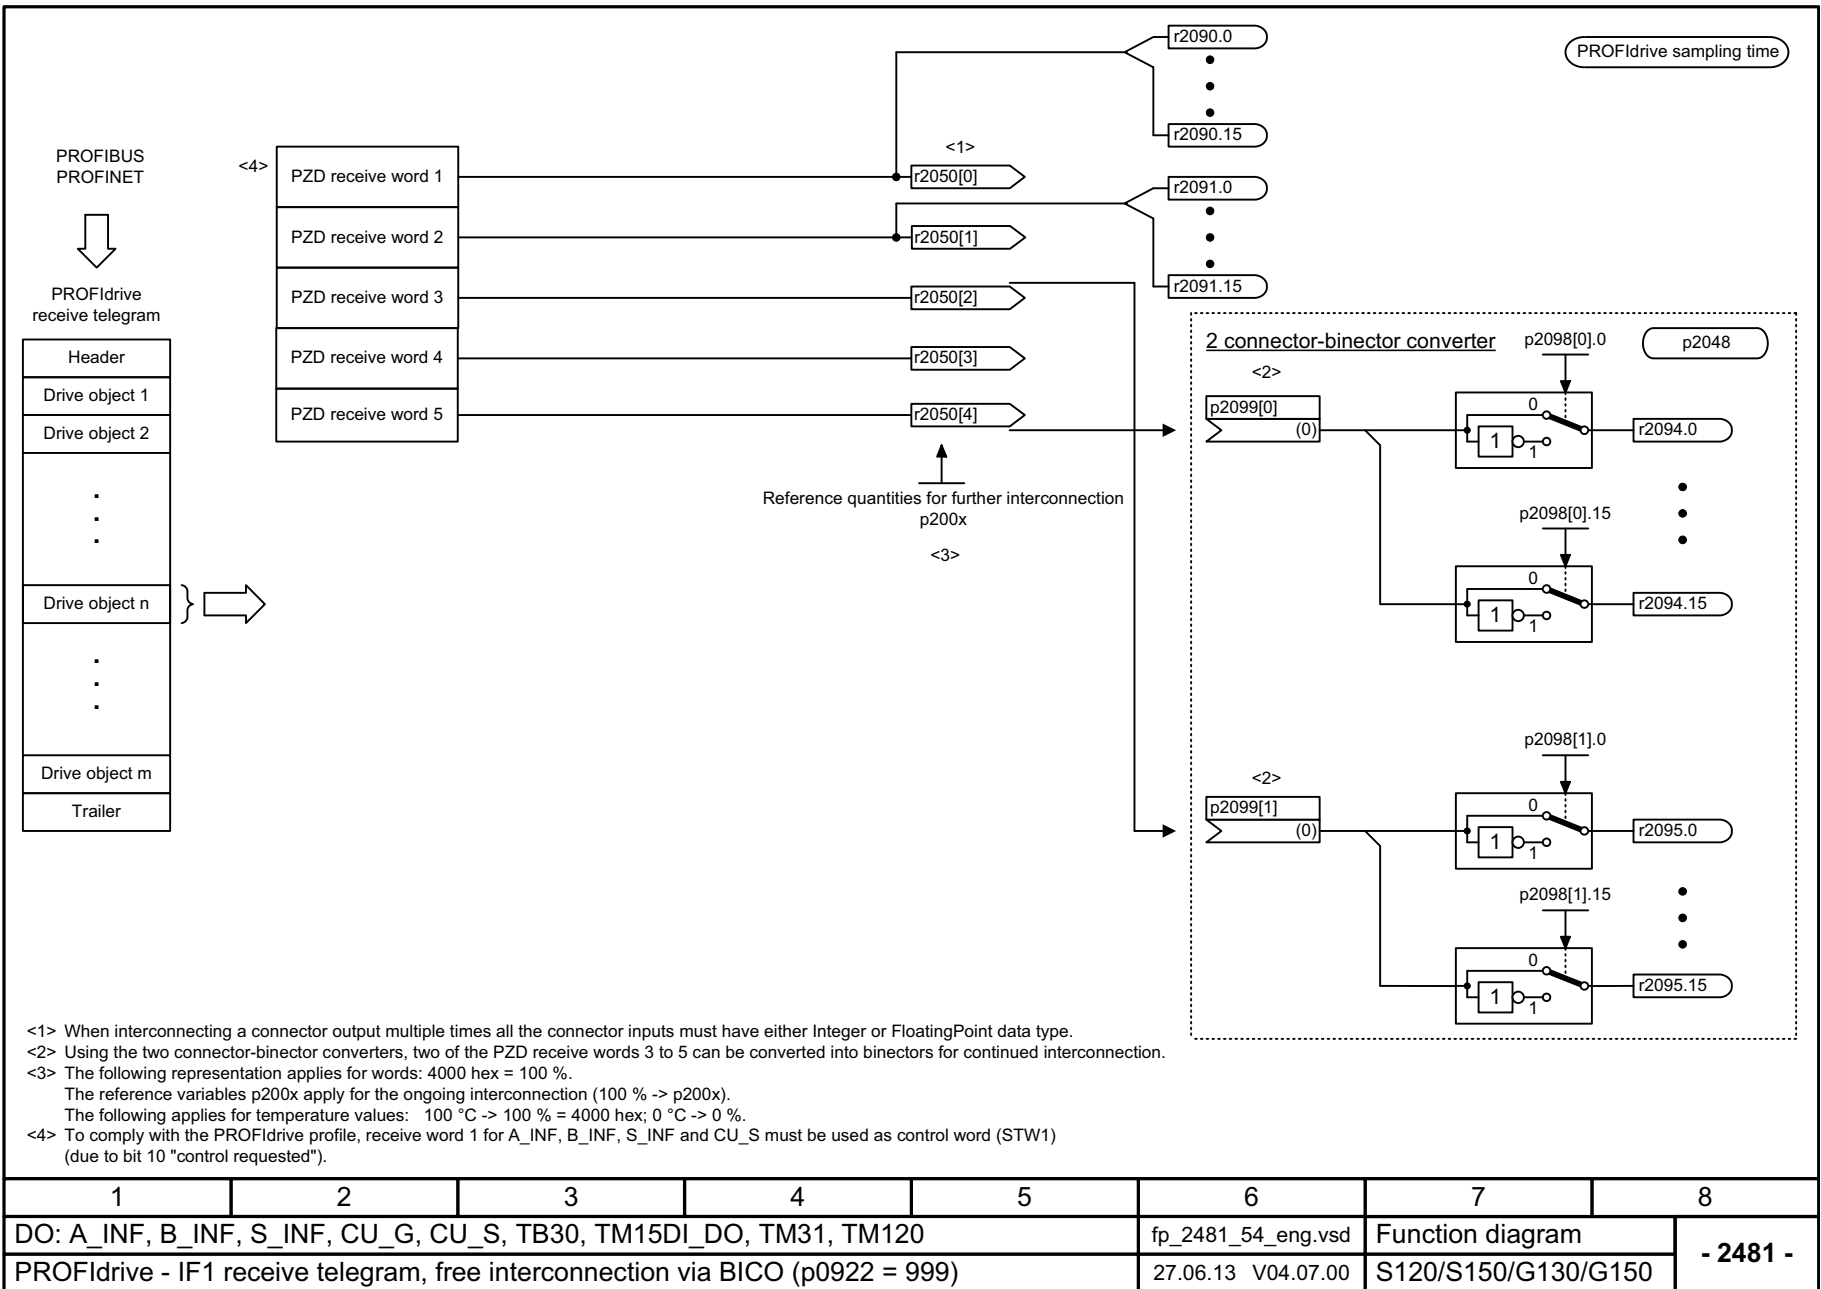 PROFIdrive sampling time
r2090.0
r2090.15
PROFIBUS
PROFINET
<4>
PZD receive word 1
<1>
r2050[0]
r2091.0
r2091.15
PZD receive word 2
r2050[1]
PROFIdrive
receive telegram
PZD receive word 3
r2050[2]
Header
PZD receive word 4
r2050[3]
Drive object 1
PZD receive word 5
r2050[4]
Drive object 2
Drive object n
Drive object m
Trailer
Reference quantities for further interconnection
p200x
<3>
2 connector-binector converter
p2098[0].0
p2048
<2>
p2099[0]
(0)
0
1
1
r2094.0
p2098[0].15
0
1
1
r2094.15
p2098[1].0
<2>
p2099[1]
(0)
0
1
1
r2095.0
p2098[1].15
0
1
1
r2095.15
<1> When interconnecting a connector output multiple times all the connector inputs must have either Integer or FloatingPoint data type.
<2> Using the two connector-binector converters, two of the PZD receive words 3 to 5 can be converted into binectors for continued interconnection.
<3> The following representation applies for words: 4000 hex = 100 %.
The reference variables p200x apply for the ongoing interconnection (100 % -> p200x).
The following applies for temperature values: 100 °C -> 100 % = 4000 hex; 0 °C -> 0 %.
<4> To comply with the PROFIdrive profile, receive word 1 for A_INF, B_INF, S_INF and CU_S must be used as control word (STW1)
(due to bit 10 "control requested").
1 2 3 4 5 6 7 8
DO: A_INF, B_INF, S_INF, CU_G, CU_S, TB30, TM15DI_DO, TM31, TM120
fp_2481_54_eng.vsd
Function diagram
- 2481 -
PROFIdrive - IF1 receive telegram, free interconnection via BICO (p0922 = 999)
27.06.13 V04.07.00
S120/S150/G130/G150